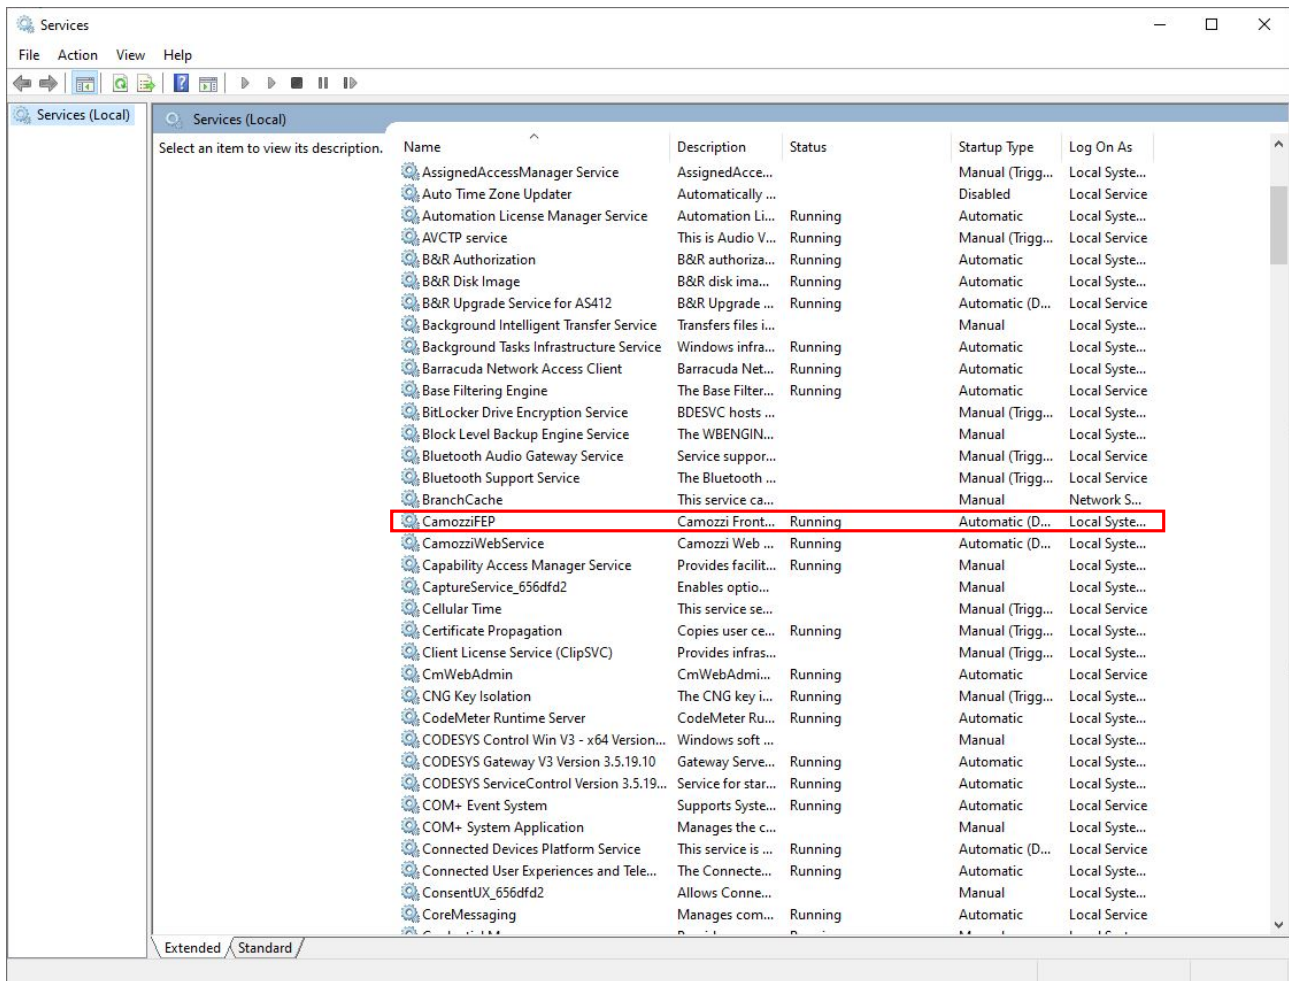 Services
File Action View Help
Services (Local)
Services (Local)
Select an item to view its description.
Name Description Status Startup Type Log On As
AssignedAccessManager Service AssignedAcce... Manual (Trigg... Local Syste...
Auto Time Zone Updater Automatically ... Disabled Local Service
Automation License Manager Service Automation Li... Running Automatic Local Syste...
AVCTP service This is Audio V... Running Manual (Trigg... Local Service
B&R Authorization B&R authoriza... Running Automatic Local Syste...
B&R Disk Image B&R disk ima... Running Automatic Local Syste...
B&R Upgrade Service for AS412 B&R Upgrade ... Running Automatic (D... Local Service
Background Intelligent Transfer Service Transfers files i... Manual Local Syste...
Background Tasks Infrastructure Service Windows infra... Running Automatic Local Syste...
Barracuda Network Access Client Barracuda Net... Running Automatic Local Syste...
Base Filtering Engine The Base Filter... Running Automatic Local Service
BitLocker Drive Encryption Service BDESVC hosts ... Manual (Trigg... Local Syste...
Block Level Backup Engine Service The WBENGIN... Manual Local Syste...
Bluetooth Audio Gateway Service Service suppor... Manual (Trigg... Local Service
Bluetooth Support Service The Bluetooth ... Manual (Trigg... Local Service
BranchCache This service ca... Manual Network S...
CamozziFEP Camozzi Front... Running Automatic (D... Local Syste...
CamozziWebService Camozzi Web ... Running Automatic (D... Local Syste...
Capability Access Manager Service Provides facilit... Running Manual Local Syste...
CaptureService_656dfd2 Enables optio... Manual Local Syste...
Cellular Time This service se... Manual (Trigg... Local Service
Certificate Propagation Copies user ce... Running Manual (Trigg... Local Syste...
Client License Service (ClipSVC) Provides infras... Manual (Trigg... Local Syste...
CmWebAdmin CmWebAdmi... Running Automatic Local Service
CNG Key Isolation The CNG key i... Running Manual (Trigg... Local Syste...
CodeMeter Runtime Server CodeMeter Ru... Running Automatic Local Syste...
CODESYS Control Win V3 - x64 Version... Windows soft ... Manual Local Syste...
CODESYS Gateway V3 Version 3.5.19.10 Gateway Serve... Running Automatic Local Syste...
CODESYS ServiceControl Version 3.5.19... Service for star... Running Automatic Local Syste...
COM+ Event System Supports Syste... Running Automatic Local Service
COM+ System Application Manages the c... Manual Local Syste...
Connected Devices Platform Service This service is ... Running Automatic (D... Local Service
Connected User Experiences and Tele... The Connecte... Running Automatic Local Syste...
ConsentUX_656dfd2 Allows Conne... Manual Local Syste...
CoreMessaging Manages com... Running Automatic Local Service
Extended Standard